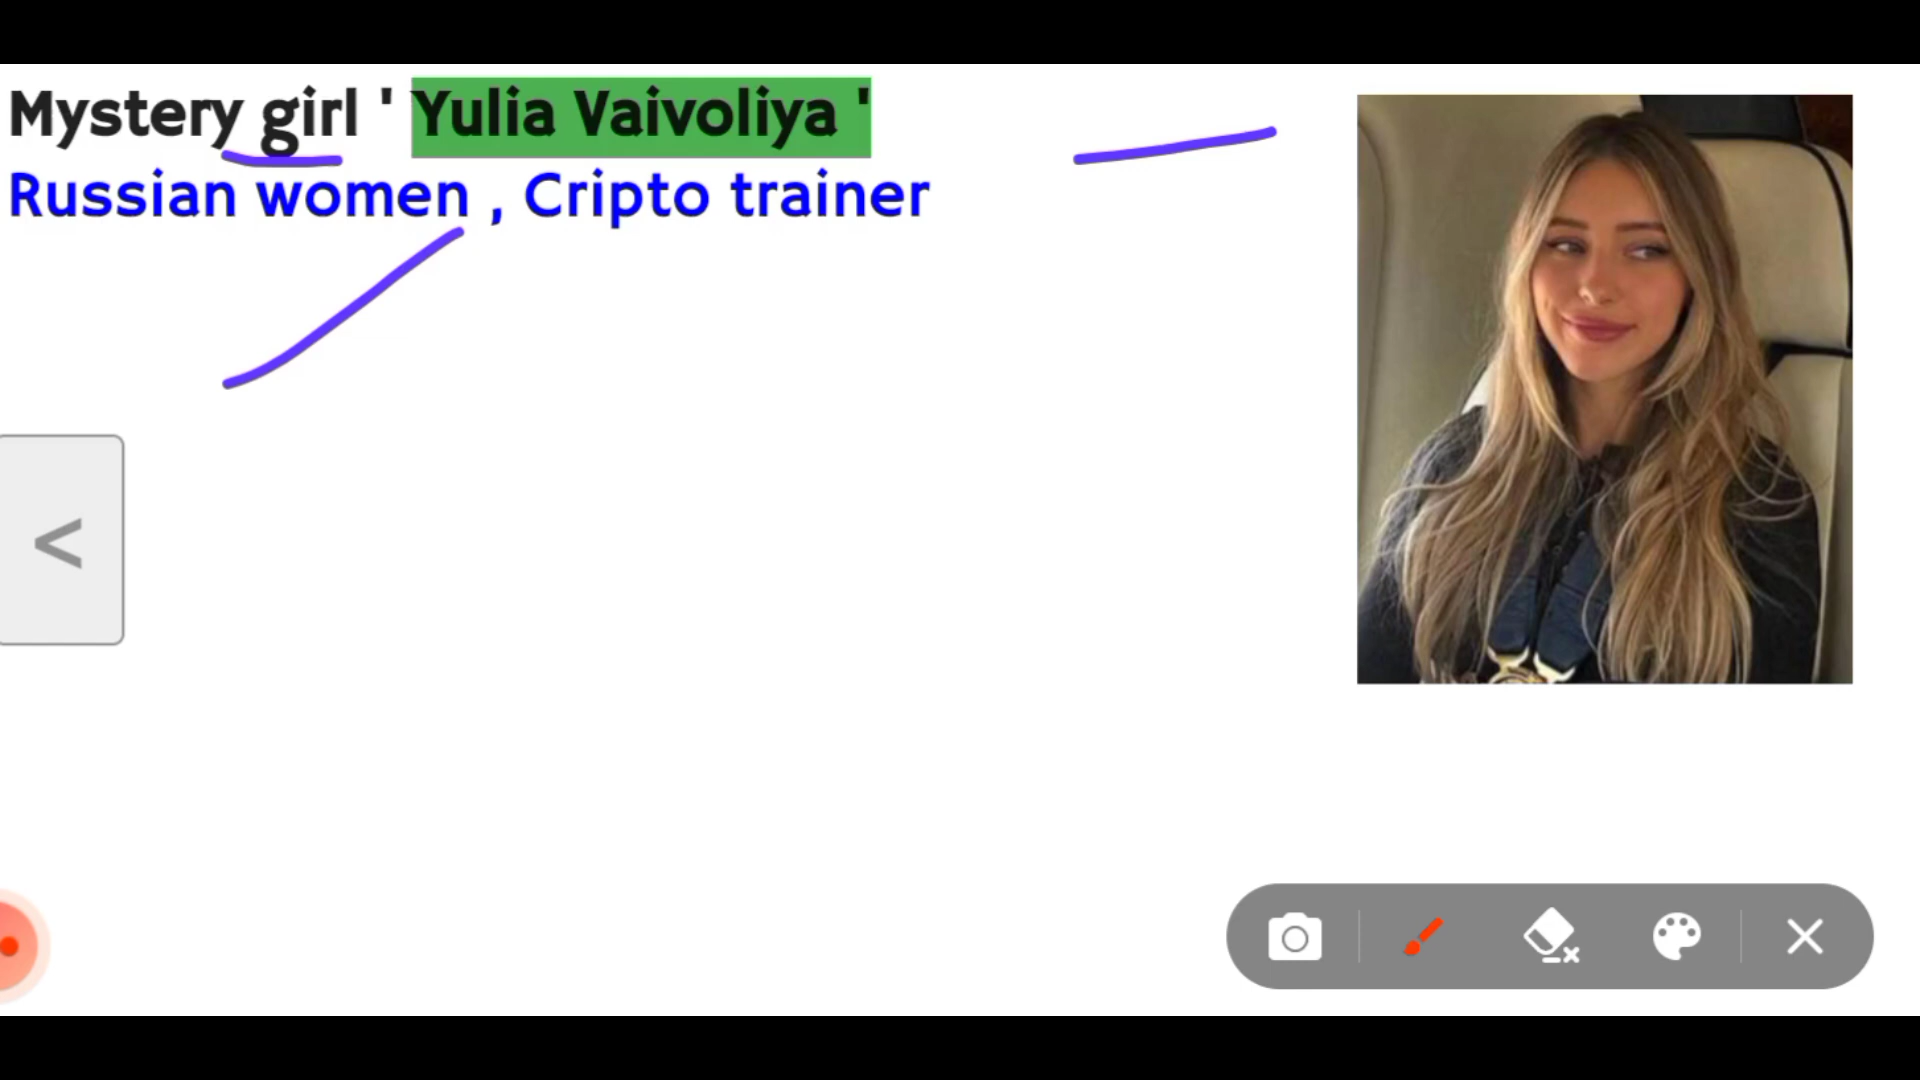 Mystery girl ' Yulia Vaivoliya '
Russian women , Cripto trainer
<